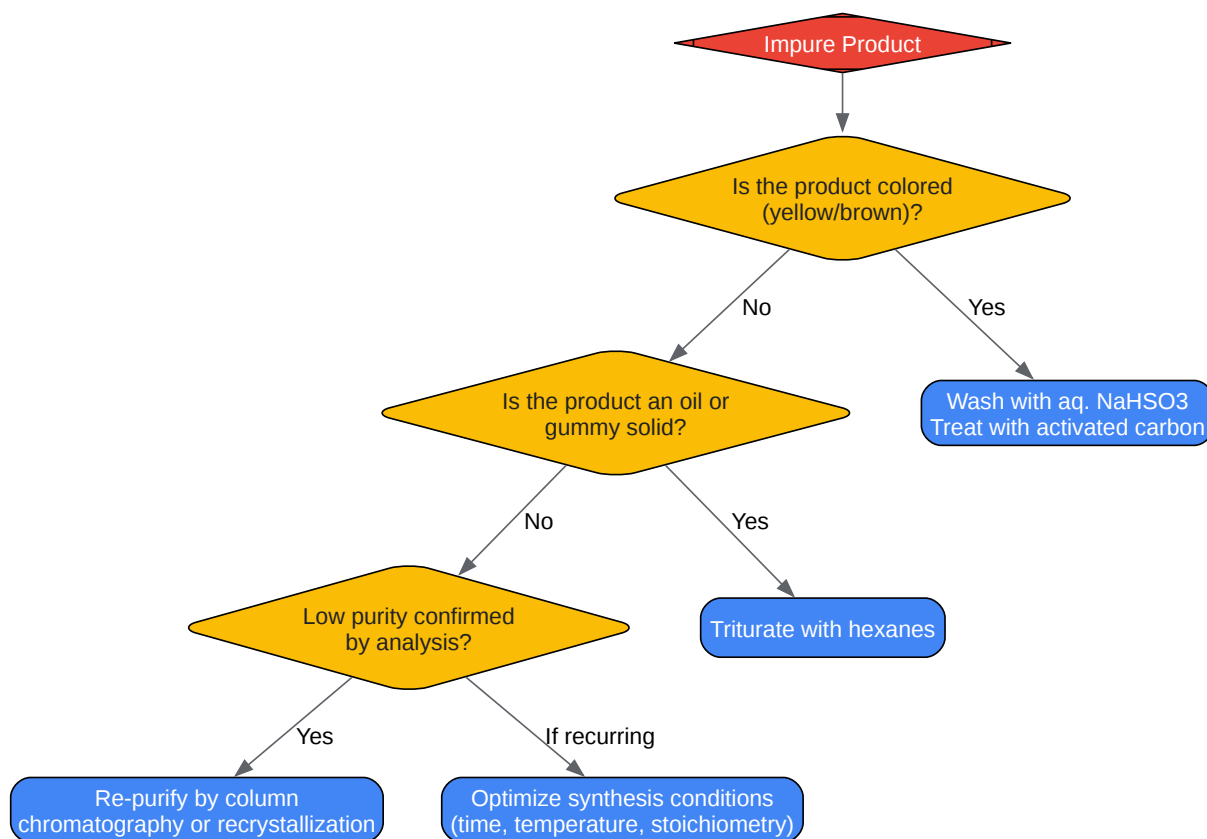 Impure Product
Is the product colored
(yellow/brown)?
No
Yes
Is the product an oil or
gummy solid?
Wash with aq. NaHSO3
Treat with activated carbon
No
Yes
Low purity confirmed
by analysis?
Triturate with hexanes
Yes
If recurring
Re-purify by column
chromatography or recrystallization
Optimize synthesis conditions
(time, temperature, stoichiometry)